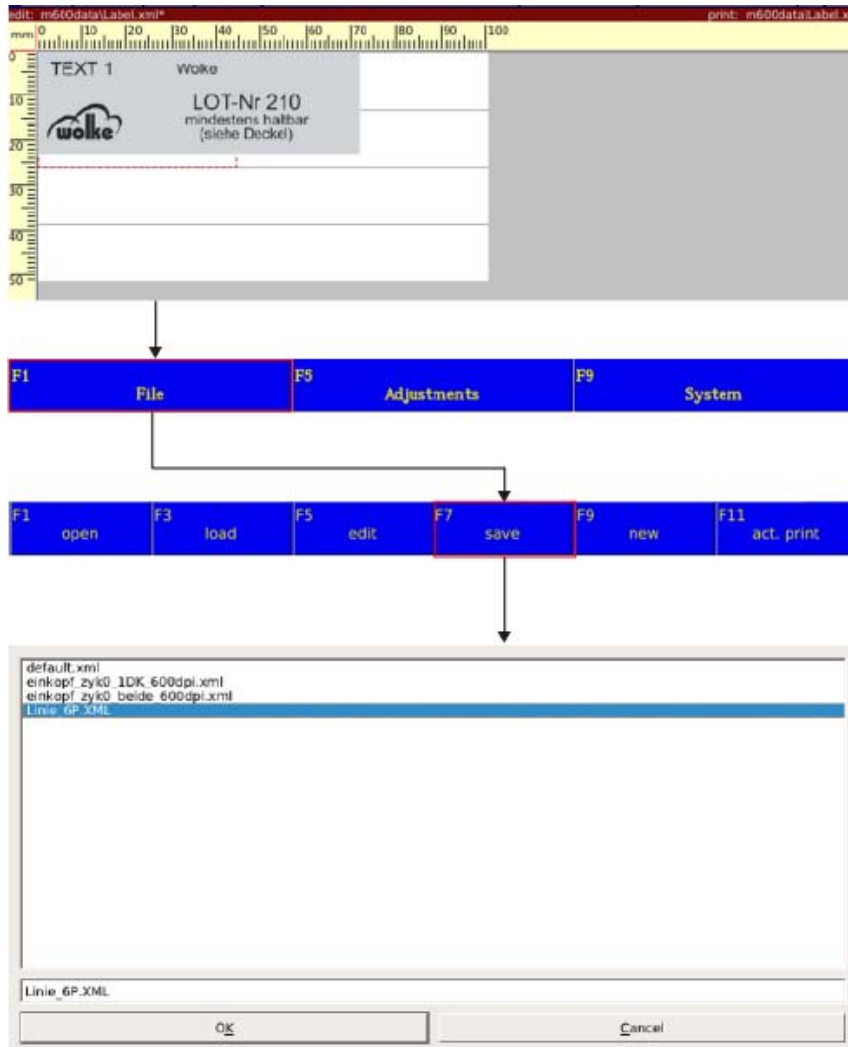 edit: m600data\Label.xml* print: m600data\Label.x
mm 0 10 20 30 40 50 60 70 80 90 100
0
10
20
30
40
50
TEXT 1 Wolke
LOT-Nr 210
wolke mindestens haltbar
(siehe Deckel)
F1 F5 F9
File Adjustments System
F1 F3 F5 F7 F9 F11
open load edit save new act. print
default.xml
einkopf_zyk0_1DK_600dpi.xml
einkopf_zyk0_beide_600dpi.xml
Linie_6P.XML
Linie_6P.XML
OK Cancel